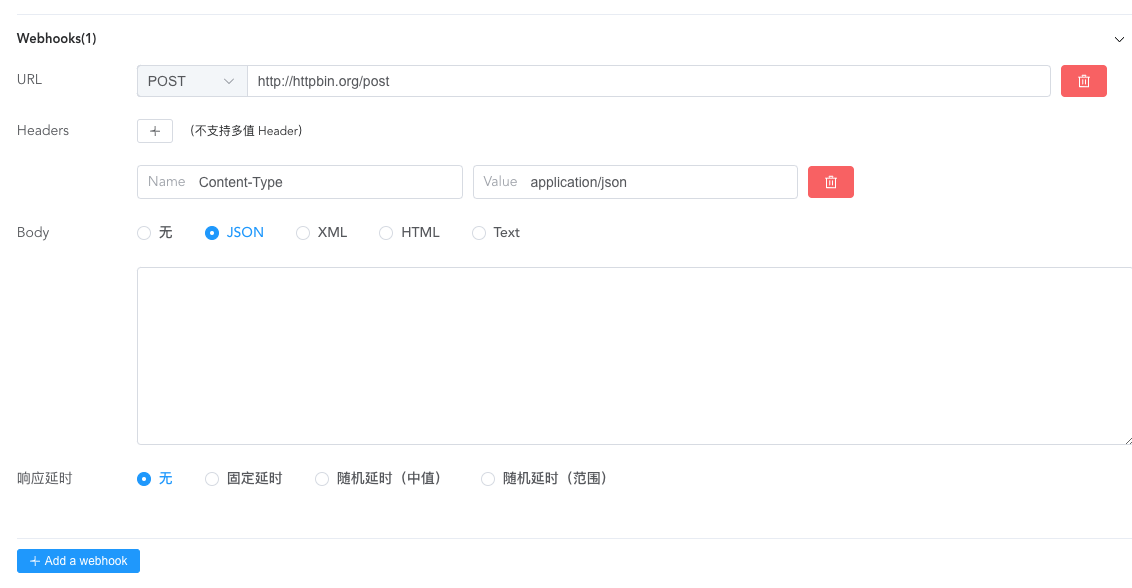 Webhooks(1)
URL POST http://httpbin.org/post
Headers (不支持多值 Header)
Name Content-Type Value application/json
Body 无 JSON XML HTML Text
响应延时 无 固定延时 随机延时（中值） 随机延时（范围）
Add a webhook